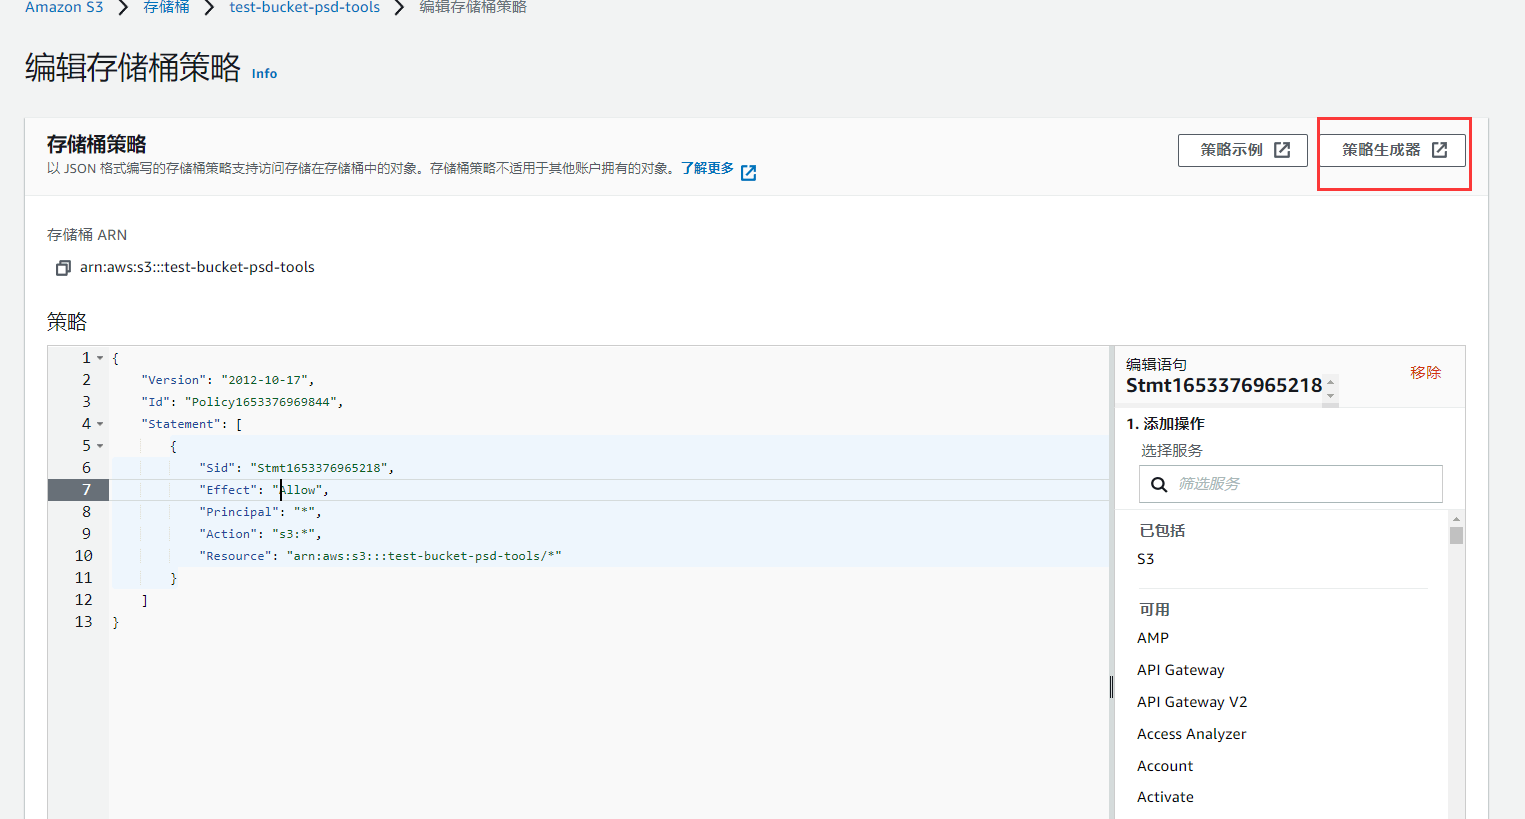 Amazon S3 > 存储桶 > test-bucket-psd-tools > 编辑存储桶策略
编辑存储桶策略 Info
存储桶策略
以 JSON 格式编写的存储桶策略支持访问存储在存储桶中的对象。存储桶策略不适用于其他账户拥有的对象。了解更多
策略示例
策略生成器
存储桶 ARN
arn:aws:s3:::test-bucket-psd-tools
策略
1 {
2 "Version": "2012-10-17",
3 "Id": "Policy1653376969844",
4 "Statement": [
5 {
6 "Sid": "Stmt1653376965218",
7 "Effect": "Allow",
8 "Principal": "*",
9 "Action": "s3:*",
10 "Resource": "arn:aws:s3:::test-bucket-psd-tools/*"
11 }
12 ]
13 }
编辑语句
Stmt1653376965218
移除
1. 添加操作
选择服务
筛选服务
已包括
S3
可用
AMP
API Gateway
API Gateway V2
Access Analyzer
Account
Activate